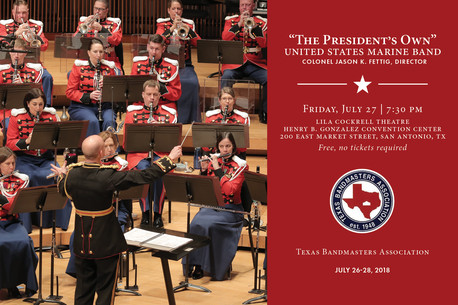 "THE PRESIDENT'S OWN"
UNITED STATES MARINE BAND
COLONEL JASON K. FETTIG, DIRECTOR
FRIDAY, JULY 27 | 7:30 PM
LILA COCKRELL THEATRE
HENRY B. GONZALEZ CONVENTION CENTER
200 EAST MARKET STREET, SAN ANTONIO, TX
Free, no tickets required
TEXAS BANDMASTERS ASSOCIATION
EST. 1948
TEXAS BANDMASTERS ASSOCIATION
JULY 26-28, 2018